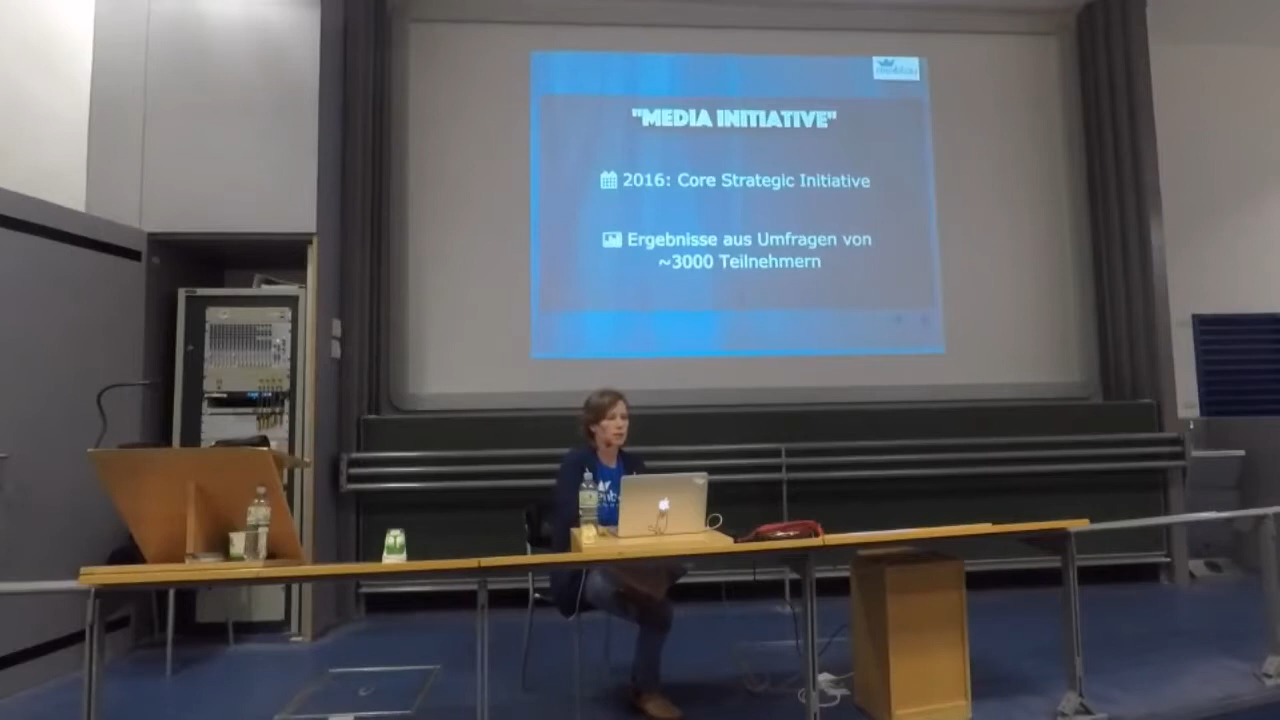 "MEDIA INITIATIVE"
2016: Core Strategic Initiative
Ergebnisse aus Umfragen von
~3000 Teilnehmern